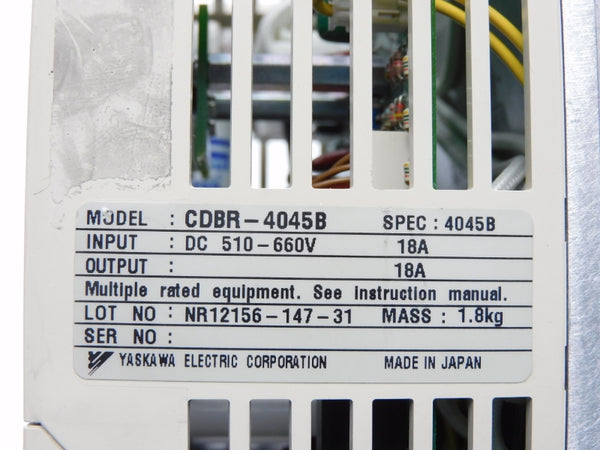 MODEL : CDBR-4045B SPEC : 4045B
INPUT : DC 510-660V 18A
OUTPUT : 18A
Multiple rated equipment. See instruction manual.
LOT NO : NR12156-147-31 MASS : 1.8kg
SER NO :
YASKAWA ELECTRIC CORPORATION MADE IN JAPAN